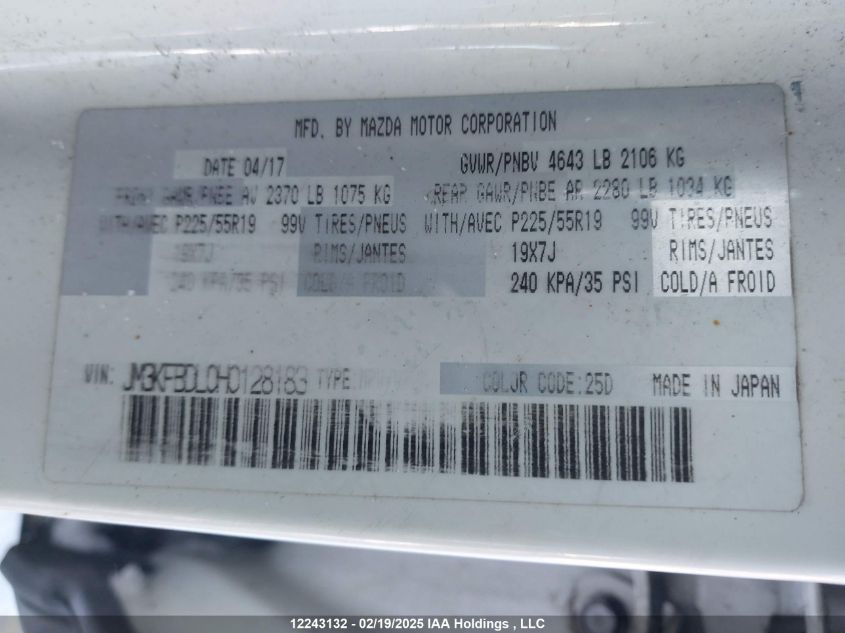 MFD. BY MAZDA MOTOR CORPORATION
DATE 04/17 GVWR/PNBV 4643 LB 2106 KG
FRONT GAWR/PNBE AV 2370 LB 1075 KG REAR GAWR/PNBE AR 2280 LB 1034 KG
WITH/AVEC P225/55R19 99V TIRES/PNEUS WITH/AVEC P225/55R19 99V TIRES/PNEUS
19X7J RIMS/JANTES 19X7J RIMS/JANTES
240 KPA/35 PSI COLD/A FROID 240 KPA/35 PSI COLD/A FROID
VIN: JM3KFBDL0H0128183 TYPE: COLOUR CODE:25D MADE IN JAPAN
12243132 - 02/19/2025 IAA Holdings , LLC